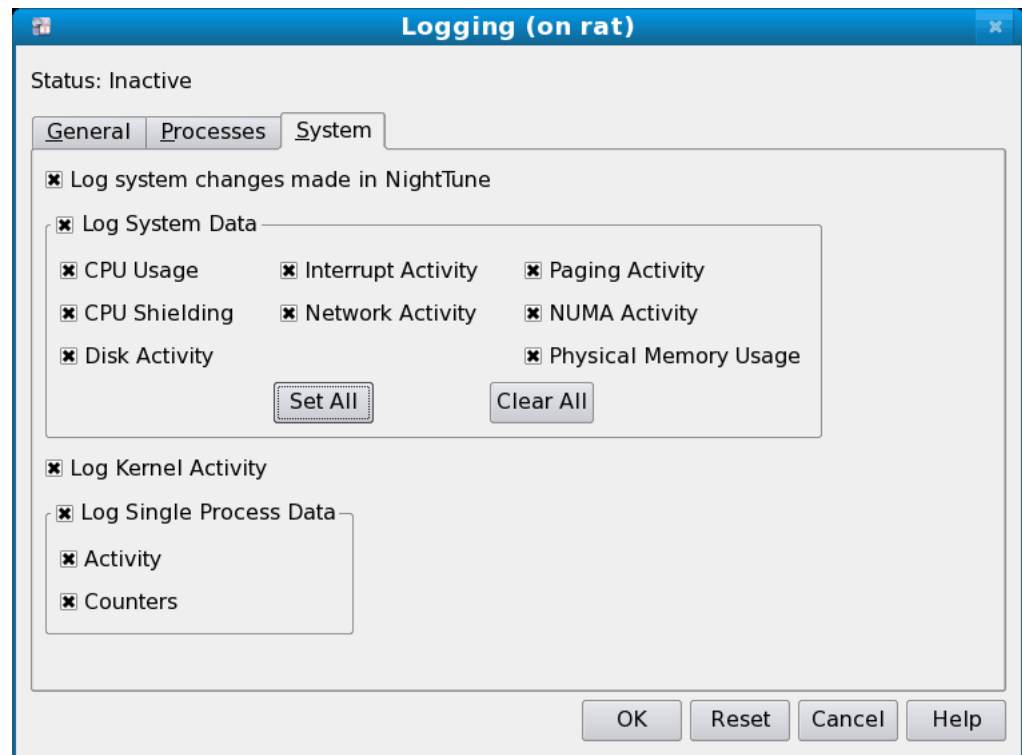 Logging (on rat)
Status: Inactive
General Processes System
Log system changes made in NightTune
Log System Data
CPU Usage Interrupt Activity Paging Activity
CPU Shielding Network Activity NUMA Activity
Disk Activity Physical Memory Usage
Set All Clear All
Log Kernel Activity
Log Single Process Data
Activity
Counters
OK Reset Cancel Help